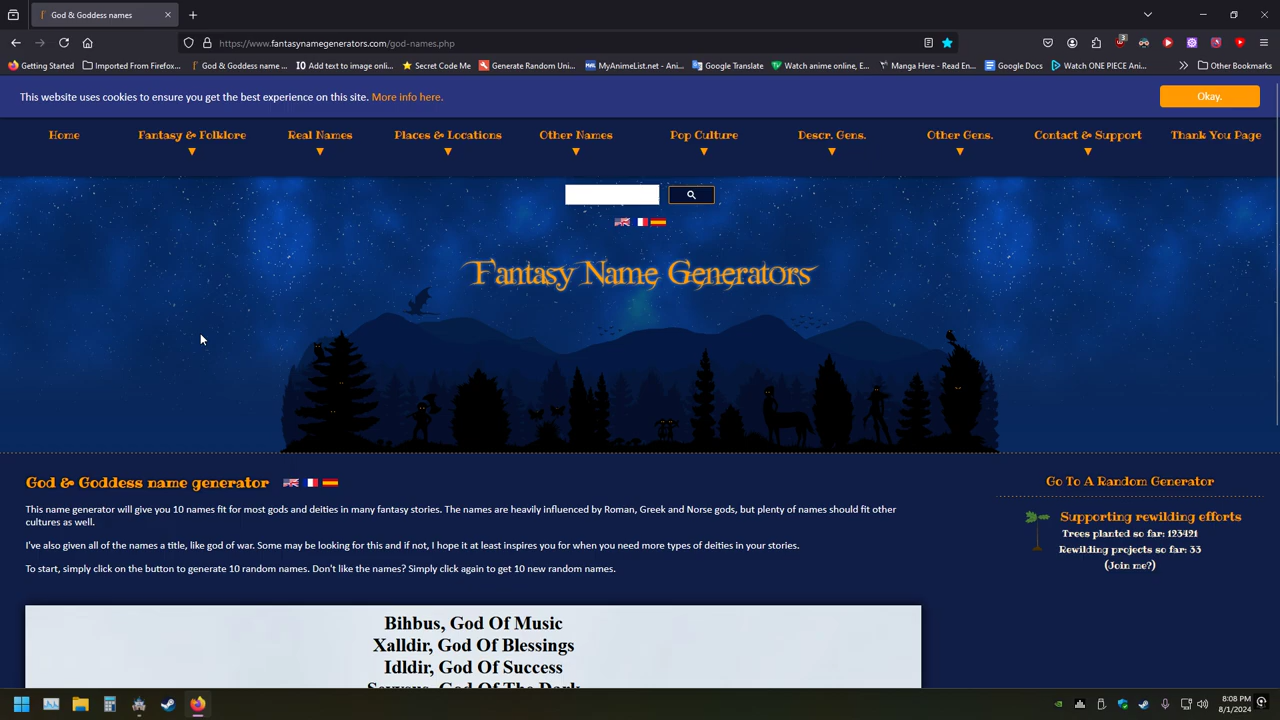 God & Goddess names
https://www.fantasynamegenerators.com/god-names.php
3
Getting Started
Imported From Firefox...
God & Goddess name ...
Add text to image onli...
Secret Code Me
Generate Random Uni...
MyAnimeList.net - Ani...
Google Translate
Watch anime online, E...
Manga Here - Read En...
Google Docs
Watch ONE PIECE Ani...
Other Bookmarks
This website uses cookies to ensure you get the best experience on this site. More info here.
Okay.
Home
Fantasy & Folklore
Real Names
Places & Locations
Other Names
Pop Culture
Descr. Gens.
Other Gens.
Contact & Support
Thank You Page
Fantasy Name Generators
God & Goddess name generator
This name generator will give you 10 names fit for most gods and deities in many fantasy stories. The names are heavily influenced by Roman, Greek and Norse gods, but plenty of names should fit other
cultures as well.
I've also given all of the names a title, like god of war. Some may be looking for this and if not, I hope it at least inspires you for when you need more types of deities in your stories.
To start, simply click on the button to generate 10 random names. Don't like the names? Simply click again to get 10 new random names.
Bihbus, God Of Music
Xalldir, God Of Blessings
Idldir, God Of Success
God Of The Dark
Go To A Random Generator
Supporting rewilding efforts
Trees planted so far: 123421
Rewilding projects so far: 33
(Join me?)
8:08 PM
8/1/2024